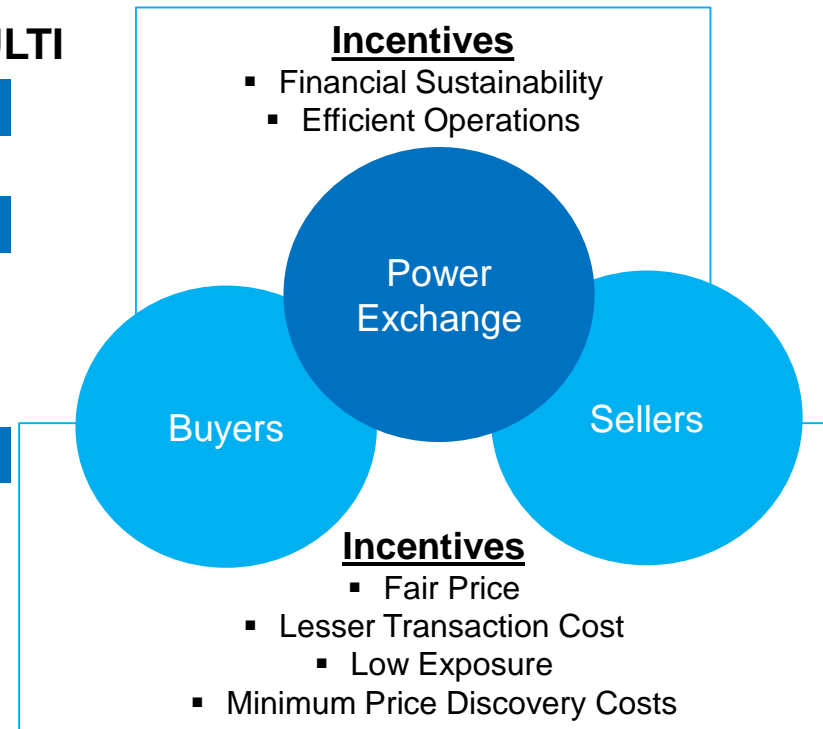 ULTI
Incentives
▪ Financial Sustainability
▪ Efficient Operations
Power
Exchange
Buyers
Sellers
Incentives
▪ Fair Price
▪ Lesser Transaction Cost
▪ Low Exposure
▪ Minimum Price Discovery Costs